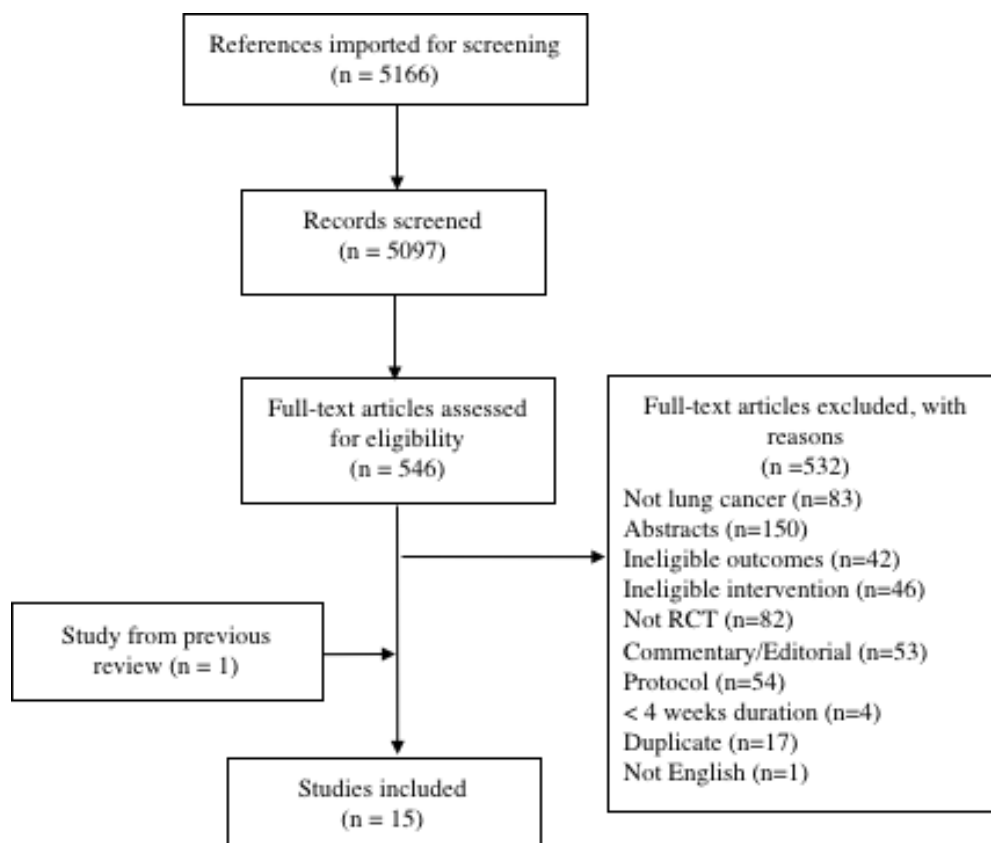 References imported for screening
(n = 5166)
Records screened
(n = 5097)
Full-text articles assessed
for eligibility
(n = 546)
Full-text articles excluded, with
reasons
(n =532)
Not lung cancer (n=83)
Abstracts (n=150)
Ineligible outcomes (n=42)
Ineligible intervention (n=46)
Not RCT (n=82)
Commentary/Editorial (n=53)
Protocol (n=54)
< 4 weeks duration (n=4)
Duplicate (n=17)
Not English (n=1)
Study from previous
review (n = 1)
Studies included
(n = 15)